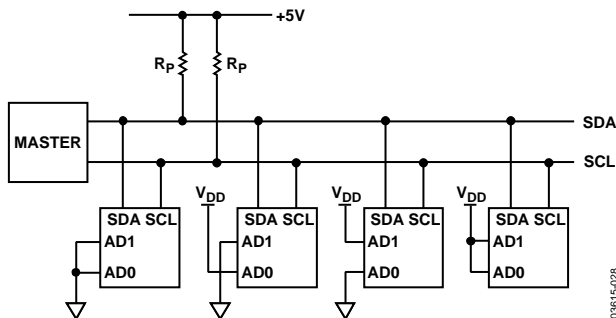 +5V
RP RP
MASTER
SDA
SCL
VDD VDD VDD
SDA SCL SDA SCL SDA SCL SDA SCL
AD1 AD1 AD1 AD1
AD0 AD0 AD0 AD0
03615-028